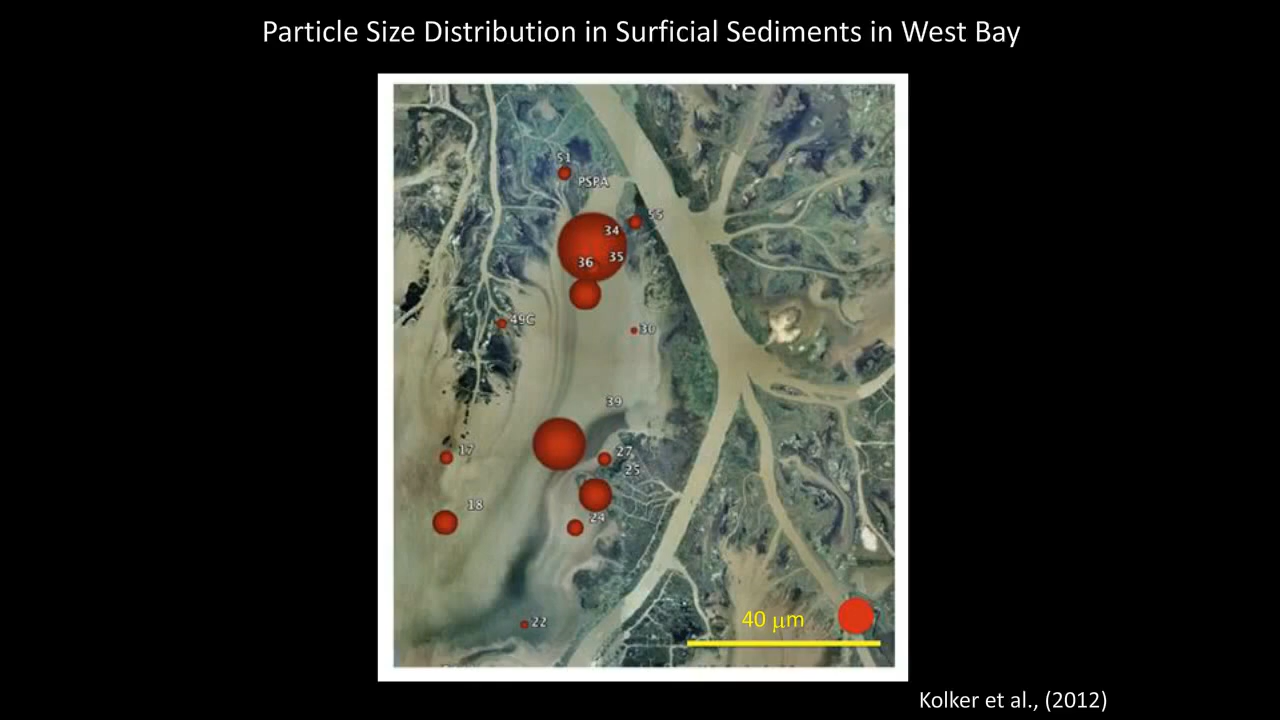 Particle Size Distribution in Surficial Sediments in West Bay
51
PSPA
55
34
35
36
49C
30
39
17
27
25
18
24
22
40 μm
Kolker et al., (2012)